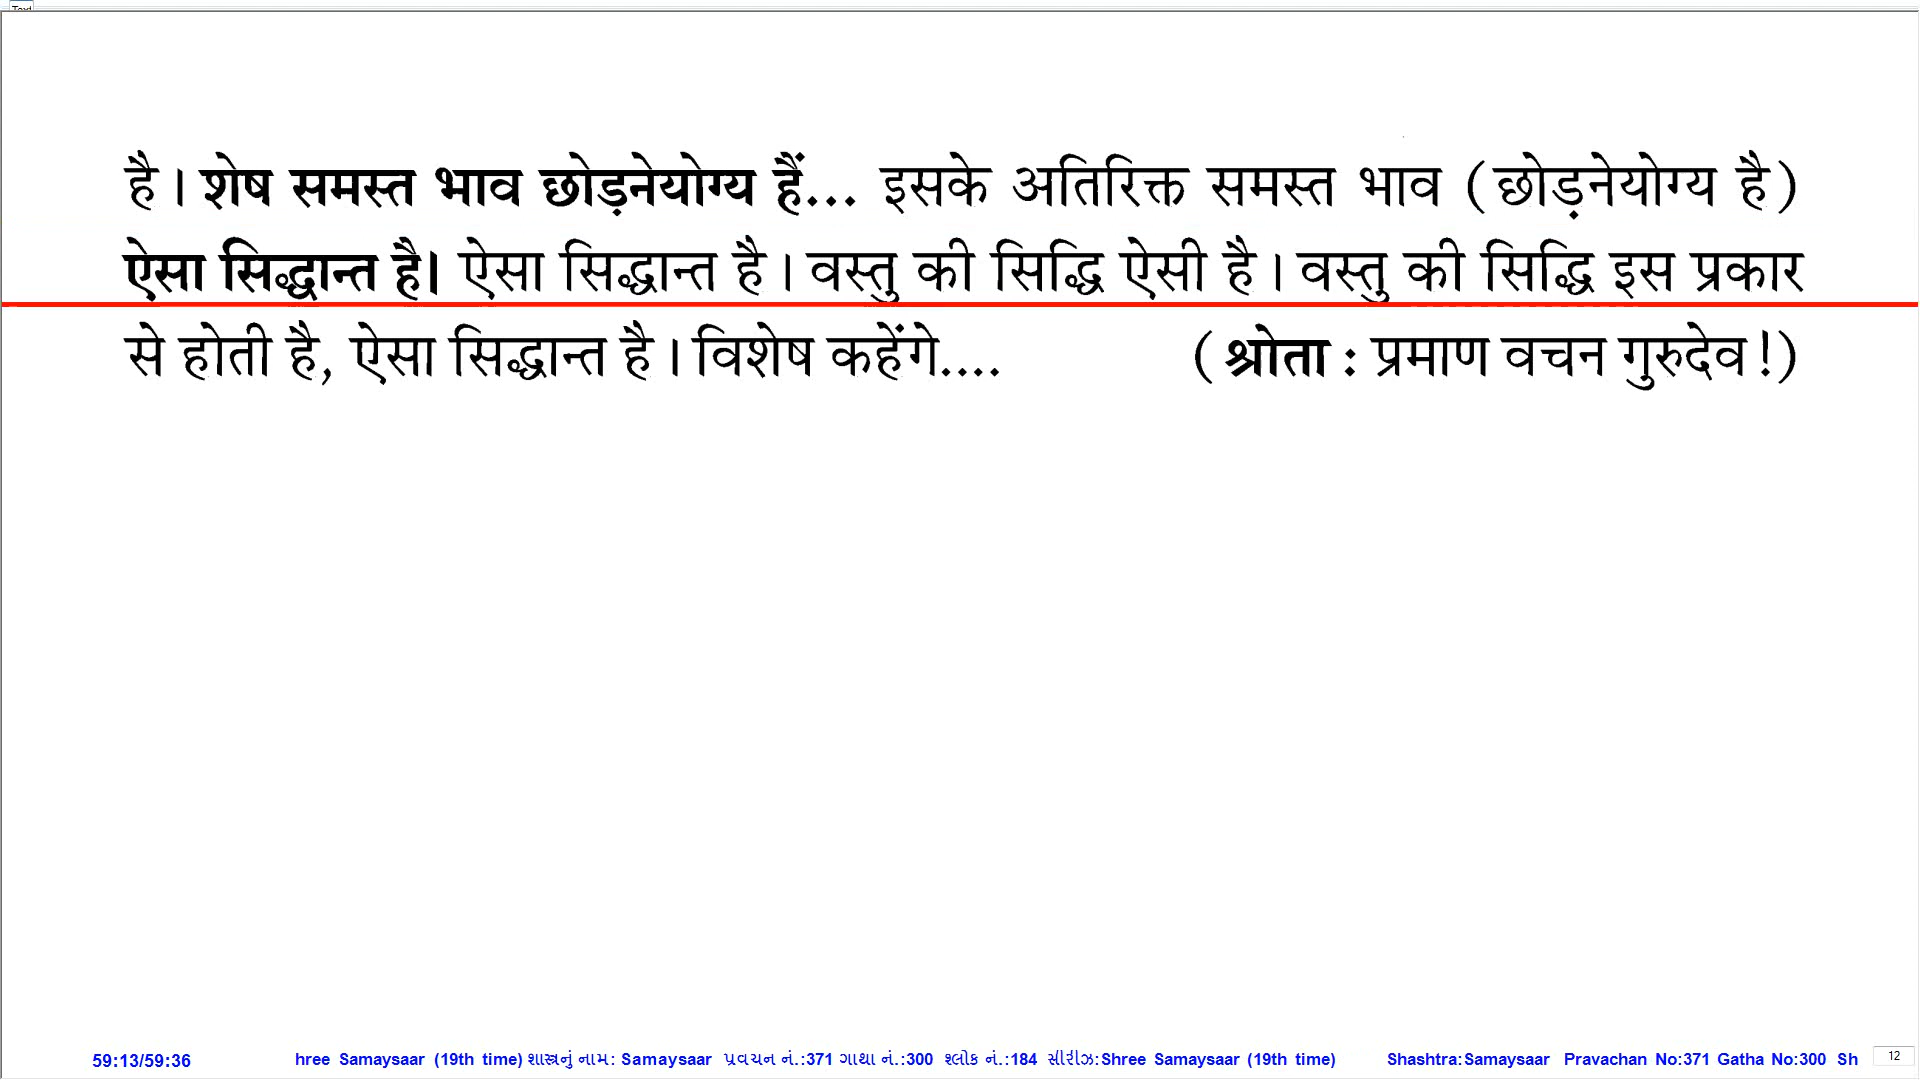 है। शेष समस्त भाव छोड़नेयोग्य हैं... इसके अतिरिक्त समस्त भाव (छोड़नेयोग्य है)
ऐसा सिद्धान्त है। ऐसा सिद्धान्त है। वस्तु की सिद्धि ऐसी है। वस्तु की सिद्धि इस प्रकार
से होती है, ऐसा सिद्धान्त है। विशेष कहेंगे.... (श्रोता : प्रमाण वचन गुरुदेव!)
59:13/59:36 hree Samaysaar (19th time) શાસ્ત્રનું નામ: Samaysaar પ્રવચન નં.:371 ગાથા નં.:300 શ્લોક નં.:184 સીરીઝ:Shree Samaysaar (19th time) Shashtra:Samaysaar Pravachan No:371 Gatha No:300 Sh 12